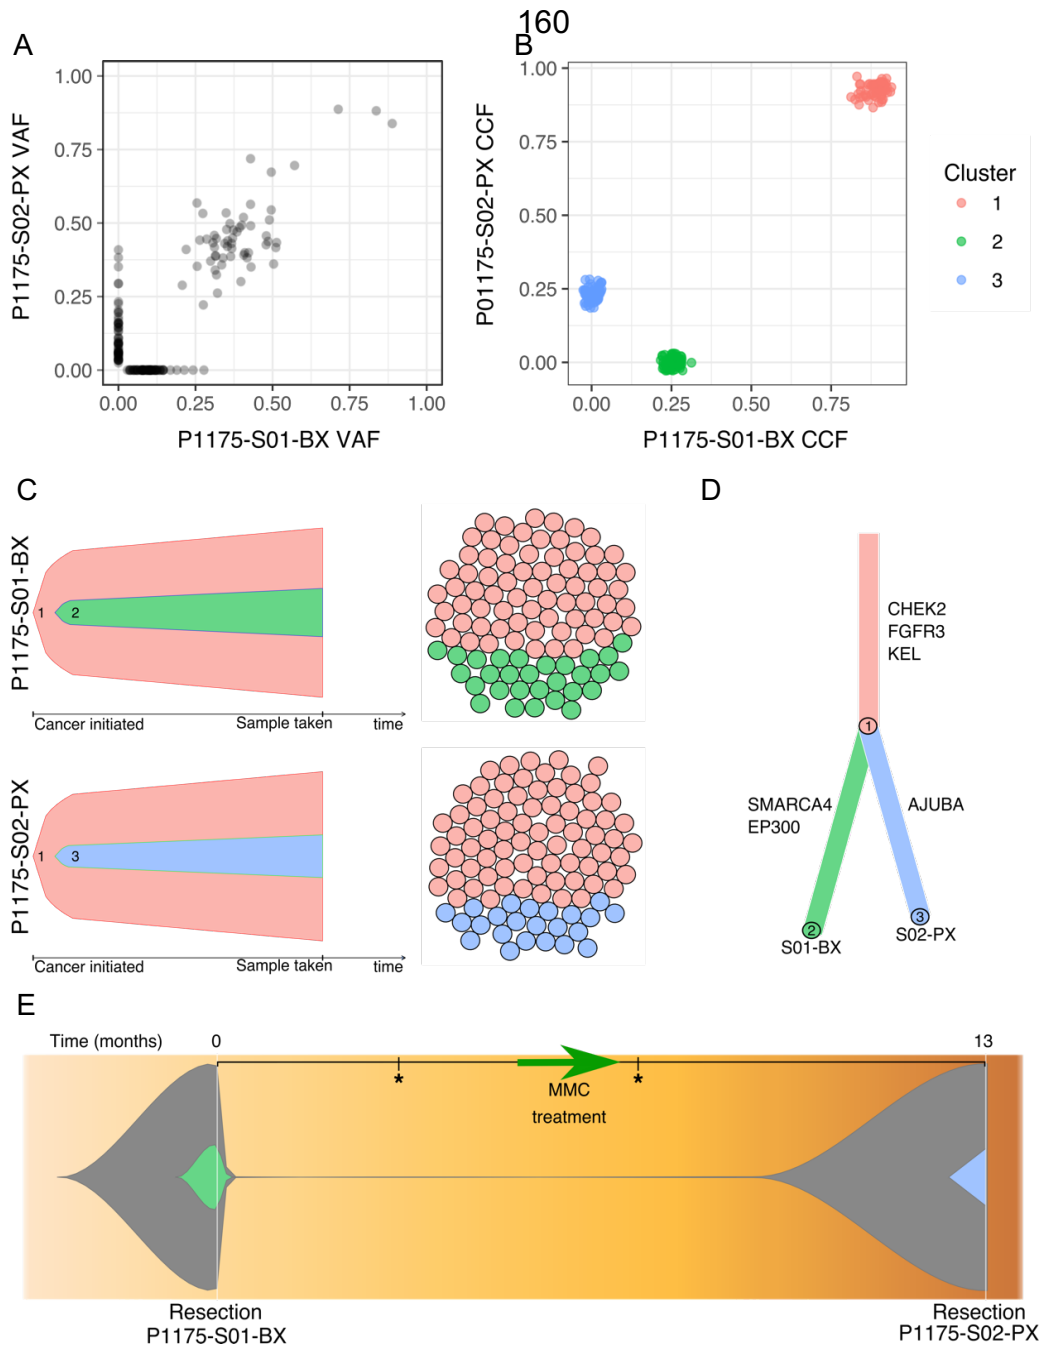 160
A
B
1.00
0.75
0.50
0.25
0.00
0.00
0.25
0.50
0.75
1.00
P1175-S02-PX VAF
P1175-S01-BX VAF
1.00
0.75
0.50
0.25
0.00
0.00
0.25
0.50
0.75
P01175-S02-PX CCF
P1175-S01-BX CCF
Cluster
1
2
3
C
D
P1175-S01-BX
1
2
Cancer initiated
Sample taken
time
P1175-S02-PX
1
3
Cancer initiated
Sample taken
time
CHEK2
FGFR3
KEL
1
SMARCA4
EP300
AJUBA
2
3
S01-BX
S02-PX
E
Time (months)
0
13
*
*
MMC
treatment
Resection
P1175-S01-BX
Resection
P1175-S02-PX